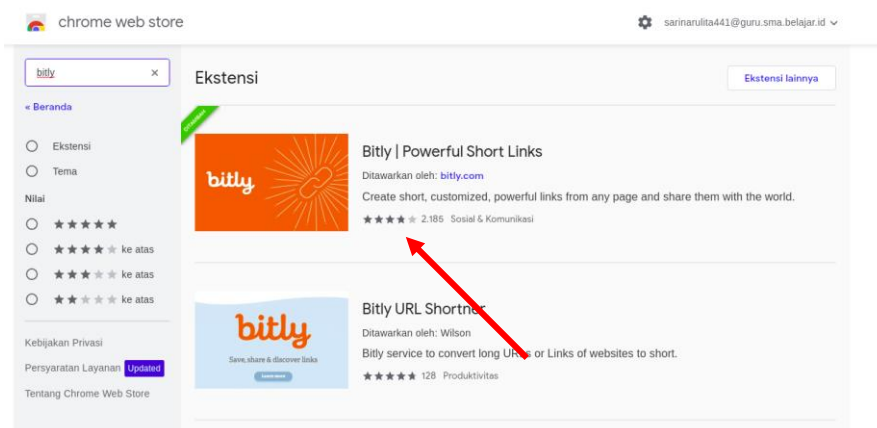 chrome web store
sarinarulita441@guru.sma.belajar.id
bitly
×
« Beranda
Ekstensi
Tema
Nilai
ke atas
ke atas
ke atas
Kebijakan Privasi
Persyaratan Layanan Updated
Tentang Chrome Web Store
Ekstensi
Ekstensi lainnya
bitly
Bitly | Powerful Short Links
Ditawarkan oleh: bitly.com
Create short, customized, powerful links from any page and share them with the world.
2.185 Sosial & Komunikasi
bitly
Save, share & discover links
Bitly URL Shortner
Ditawarkan oleh: Wilson
Bitly service to convert long URLs or Links of websites to short.
128 Produktivitas